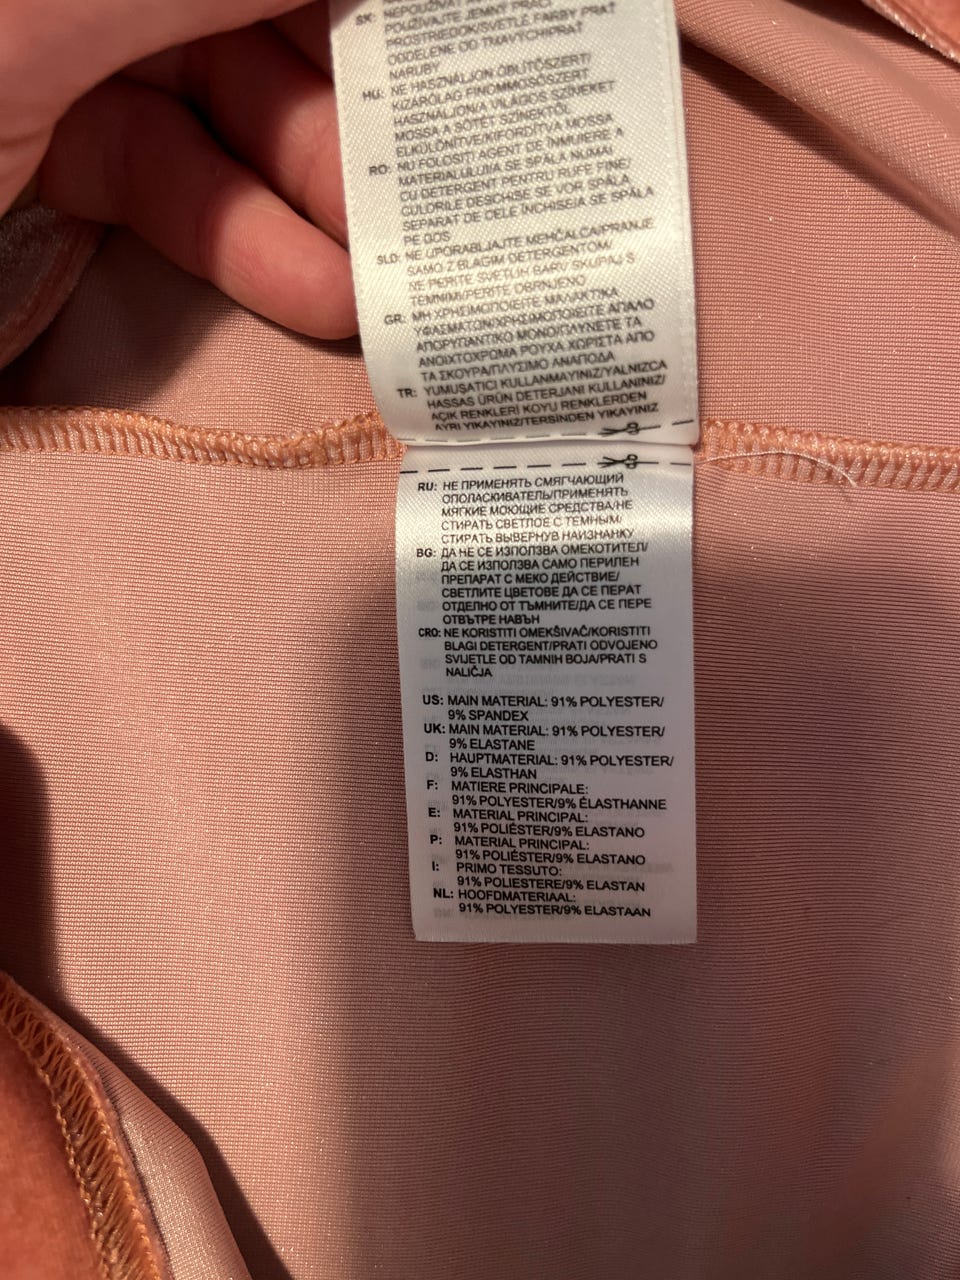 SK: NEPOUŽÍVAŤ
POUŽÍVAJTE JEMNÝ PRACÍ
PROSTRIEDOK/SVETLÉ FARBY PRAŤ
ODDELENE OD TMAVÝCH/PRAŤ
NARUBY
HU: NE HASZNÁLJON ÖBLÍTŐSZERT/
KIZÁRÓLAG FINOMMOSÓSZERT
HASZNÁLJON/A VILÁGOS SZÍNEKET
MOSSA A SÖTÉT SZÍNEKTŐL
ELKÜLÖNÍTVE/KIFORDÍTVA MOSSA
RO: NU FOLOSITI AGENT DE INMUIERE A
MATERIALULUI/A SE SPĂLA NUMAI
CU DETERGENT PENTRU RUFE FINE/
CULORILE DESCHISE SE VOR SPĂLA
SEPARAT DE CELE ÎNCHISE/A SE SPĂLA
PE DOS
SLO: NE UPORABLJAJTE MEHČALCA/PRANJE
SAMO Z BLAGIM DETERGENTOM/
NE PERITE SVETLIH BARV SKUPAJ S
TEMNIMI/PERITE OBRNJENO
GR: ΜΗ ΧΡΗΣΙΜΟΠΟΙΕΙΤΕ ΜΑΛΑΚΤΙΚΑ
ΥΦΑΣΜΑΤΩΝ/ΧΡΗΣΙΜΟΠΟΙΕΙΤΕ ΑΠΑΛΟ
ΑΠΟΡΥΠΑΝΤΙΚΟ ΜΟΝΟ/ΠΛΥΝΕΤΕ ΤΑ
ΑΝΟΙΧΤΟΧΡΩΜΑ ΡΟΥΧΑ ΧΩΡΙΣΤΑ ΑΠΟ
ΤΑ ΣΚΟΥΡΑ/ΠΛΥΣΙΜΟ ΑΝΑΠΟΔΑ
TR: YUMUŞATICI KULLANMAYINIZ/YALNIZCA
HASSAS ÜRÜN DETERJANI KULLANINIZ/
AÇIK RENKLERİ KOYU RENKLERDEN
AYRI YIKAYINIZ/TERSİNDEN YIKAYINIZ
RU: НЕ ПРИМЕНЯТЬ СМЯГЧАЮЩИЙ
ОПОЛАСКИВАТЕЛЬ/ПРИМЕНЯТЬ
МЯГКИЕ МОЮЩИЕ СРЕДСТВА/НЕ
СТИРАТЬ СВЕТЛОЕ С ТЕМНЫМ/
СТИРАТЬ ВЫВЕРНУВ НАИЗНАНКУ
BG: ДА НЕ СЕ ИЗПОЛЗВА ОМЕКОТИТЕЛ/
ДА СЕ ИЗПОЛЗВА САМО ПЕРИЛЕН
ПРЕПАРАТ С МЕКО ДЕЙСТВИЕ/
СВЕТЛИТЕ ЦВЕТОВЕ ДА СЕ ПЕРАТ
ОТДЕЛНО ОТ ТЪМНИТЕ/ДА СЕ ПЕРЕ
ОТВЪТРЕ НАВЪН
CRO: NE KORISTITI OMEKŠIVAČ/KORISTITI
BLAGI DETERGENT/PRATI ODVOJENO
SVIJETLE OD TAMNIH BOJA/PRATI S
NALIČJA
US: MAIN MATERIAL: 91% POLYESTER/
9% SPANDEX
UK: MAIN MATERIAL: 91% POLYESTER/
9% ELASTANE
D: HAUPTMATERIAL: 91% POLYESTER/
9% ELASTHAN
F: MATIERE PRINCIPALE:
91% POLYESTER/9% ÉLASTHANNE
E: MATERIAL PRINCIPAL:
91% POLIÉSTER/9% ELASTANO
P: MATERIAL PRINCIPAL:
91% POLIÉSTER/9% ELASTANO
I: PRIMO TESSUTO:
91% POLIESTERE/9% ELASTAN
NL: HOOFDMATERIAAL:
91% POLYESTER/9% ELASTAAN